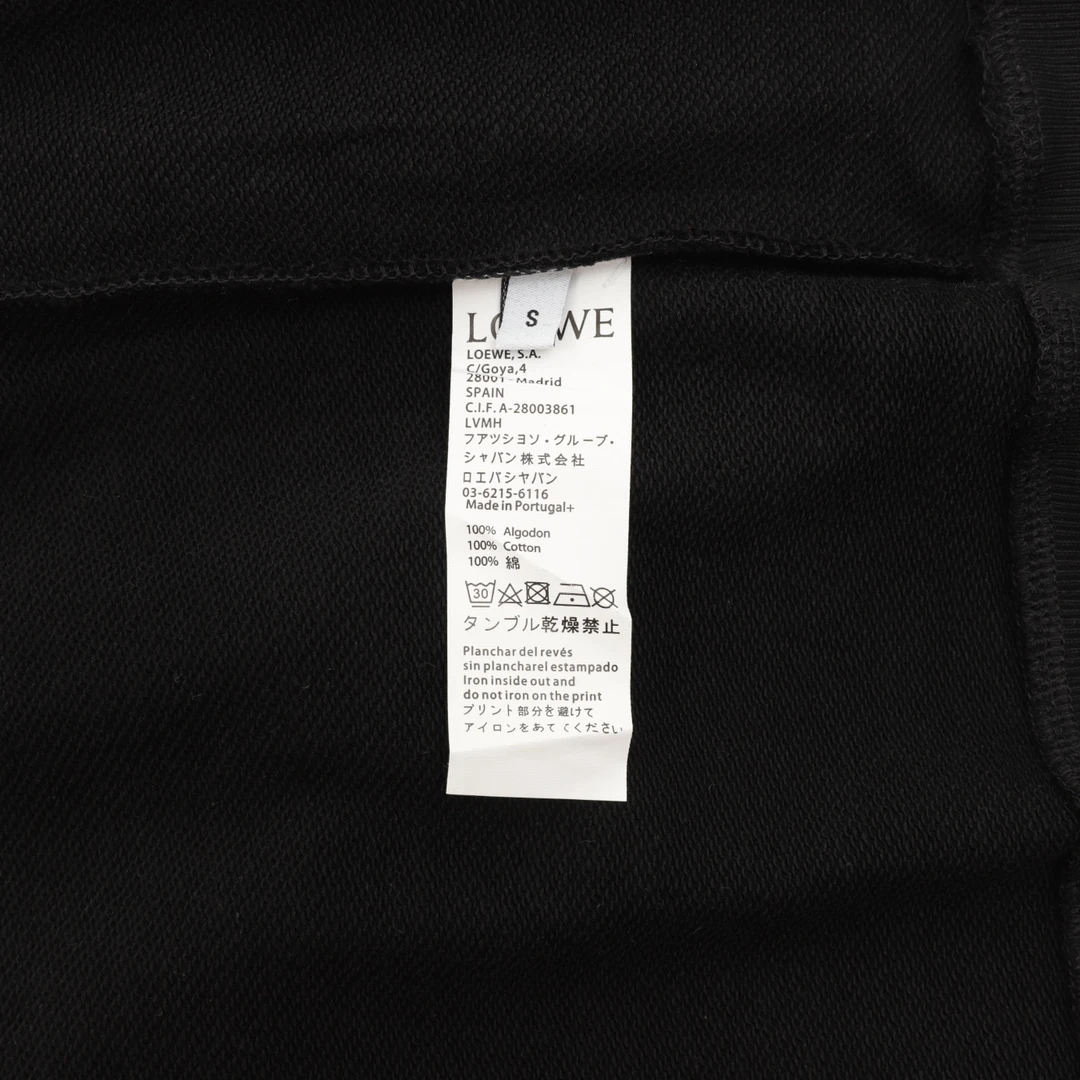 S
LOEWE
LOEWE, S.A.
C/Goya,4
28001 - Madrid
SPAIN
C.I.F. A-28003861
LVMH
フアツシヨソ・グループ・
シャバン株式会社
ロエバシヤバン
03-6215-6116
Made in Portugal+
100% Algodon
100% Cotton
100% 綿
30
タンブル乾燥禁止
Planchar del revés
sin plancharel estampado
Iron inside out and
do not iron on the print
プリント部分を避けて
アイロンをあてください